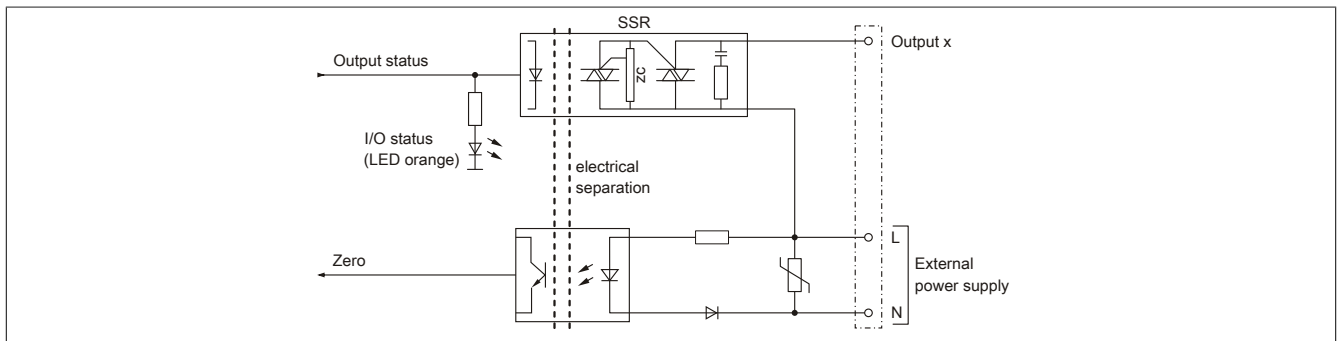 SSR
Output x
Output status
ZC
I/O status
(LED orange)
electrical
separation
L
Zero
External
power supply
N